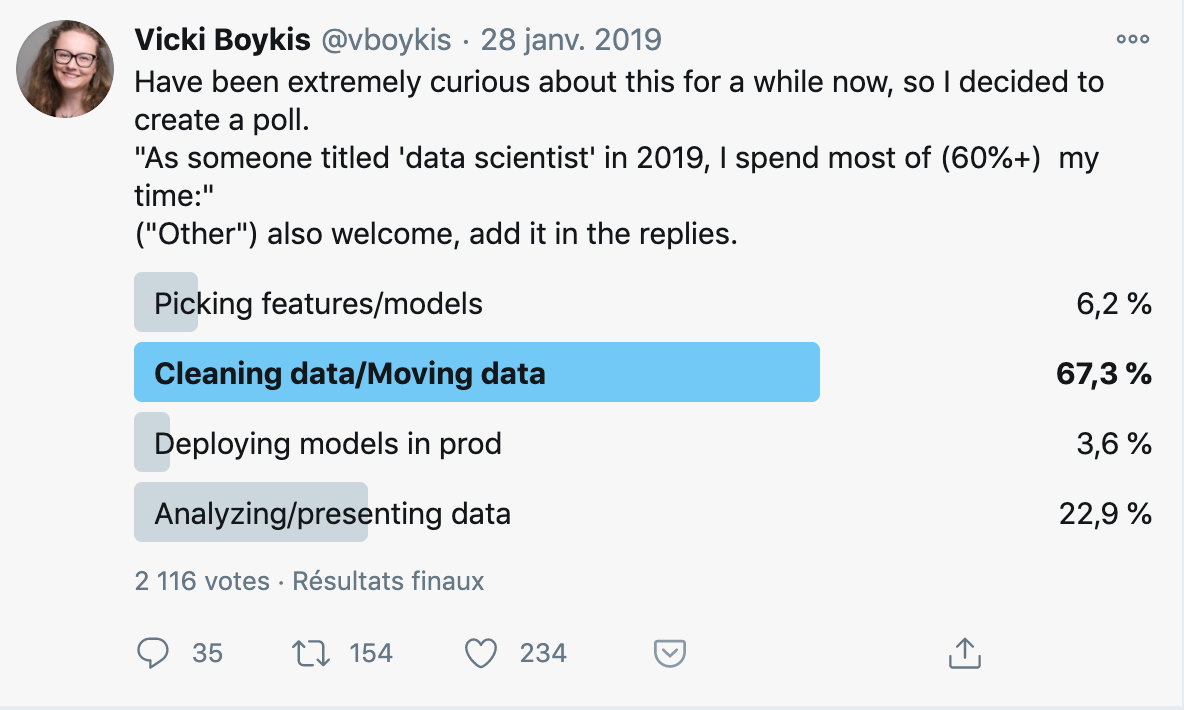 Vicki Boykis @vboykis · 28 janv. 2019
Have been extremely curious about this for a while now, so I decided to
create a poll.
"As someone titled 'data scientist' in 2019, I spend most of (60%+)  my
time:"
("Other") also welcome, add it in the replies.
Picking features/models 6,2 %
Cleaning data/Moving data 67,3 %
Deploying models in prod 3,6 %
Analyzing/presenting data 22,9 %
2 116 votes · Résultats finaux
35 154 234